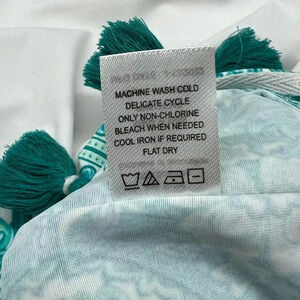 MACHINE WASH COLD
DELICATE CYCLE
ONLY NON-CHLORINE
BLEACH WHEN NEEDED
COOL IRON IF REQUIRED
FLAT DRY